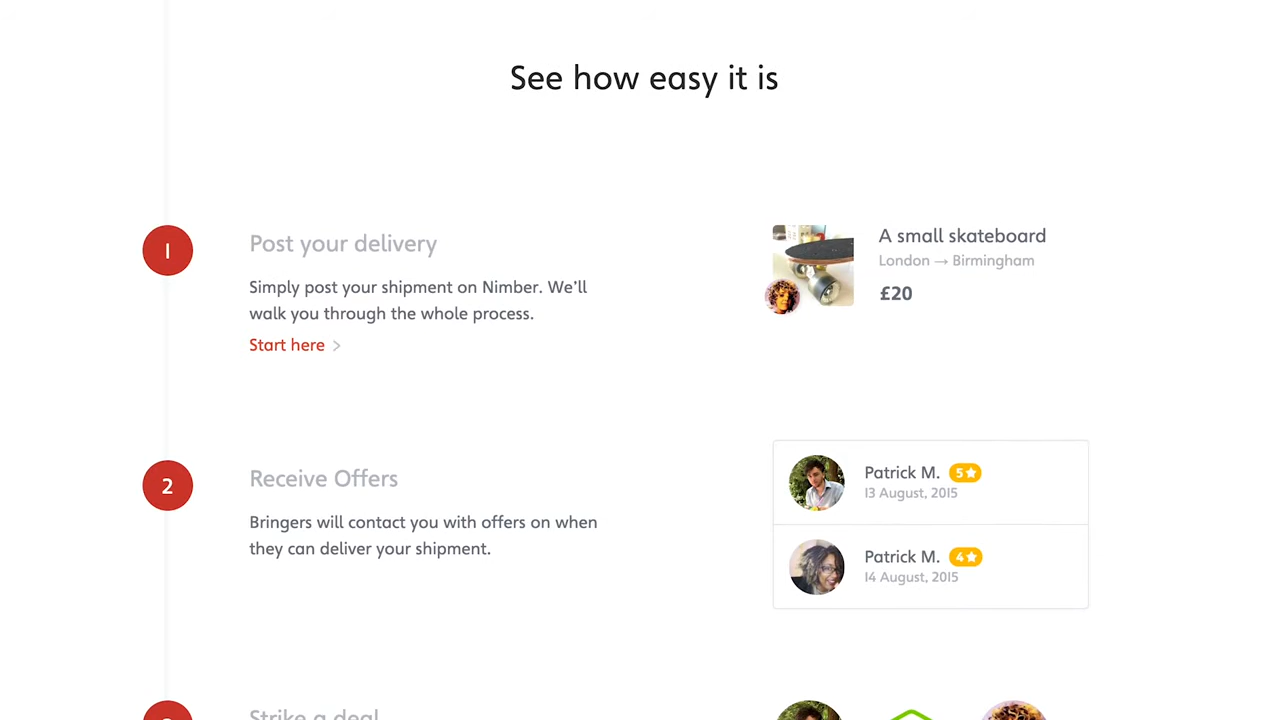 See how easy it is
1
Post your delivery
Simply post your shipment on Nimber. We'll
walk you through the whole process.
Start here >
A small skateboard
London → Birmingham
£20
2
Receive Offers
Bringers will contact you with offers on when
they can deliver your shipment.
Patrick M. 5★
13 August, 2015
Patrick M. 4★
14 August, 2015
Strike a deal